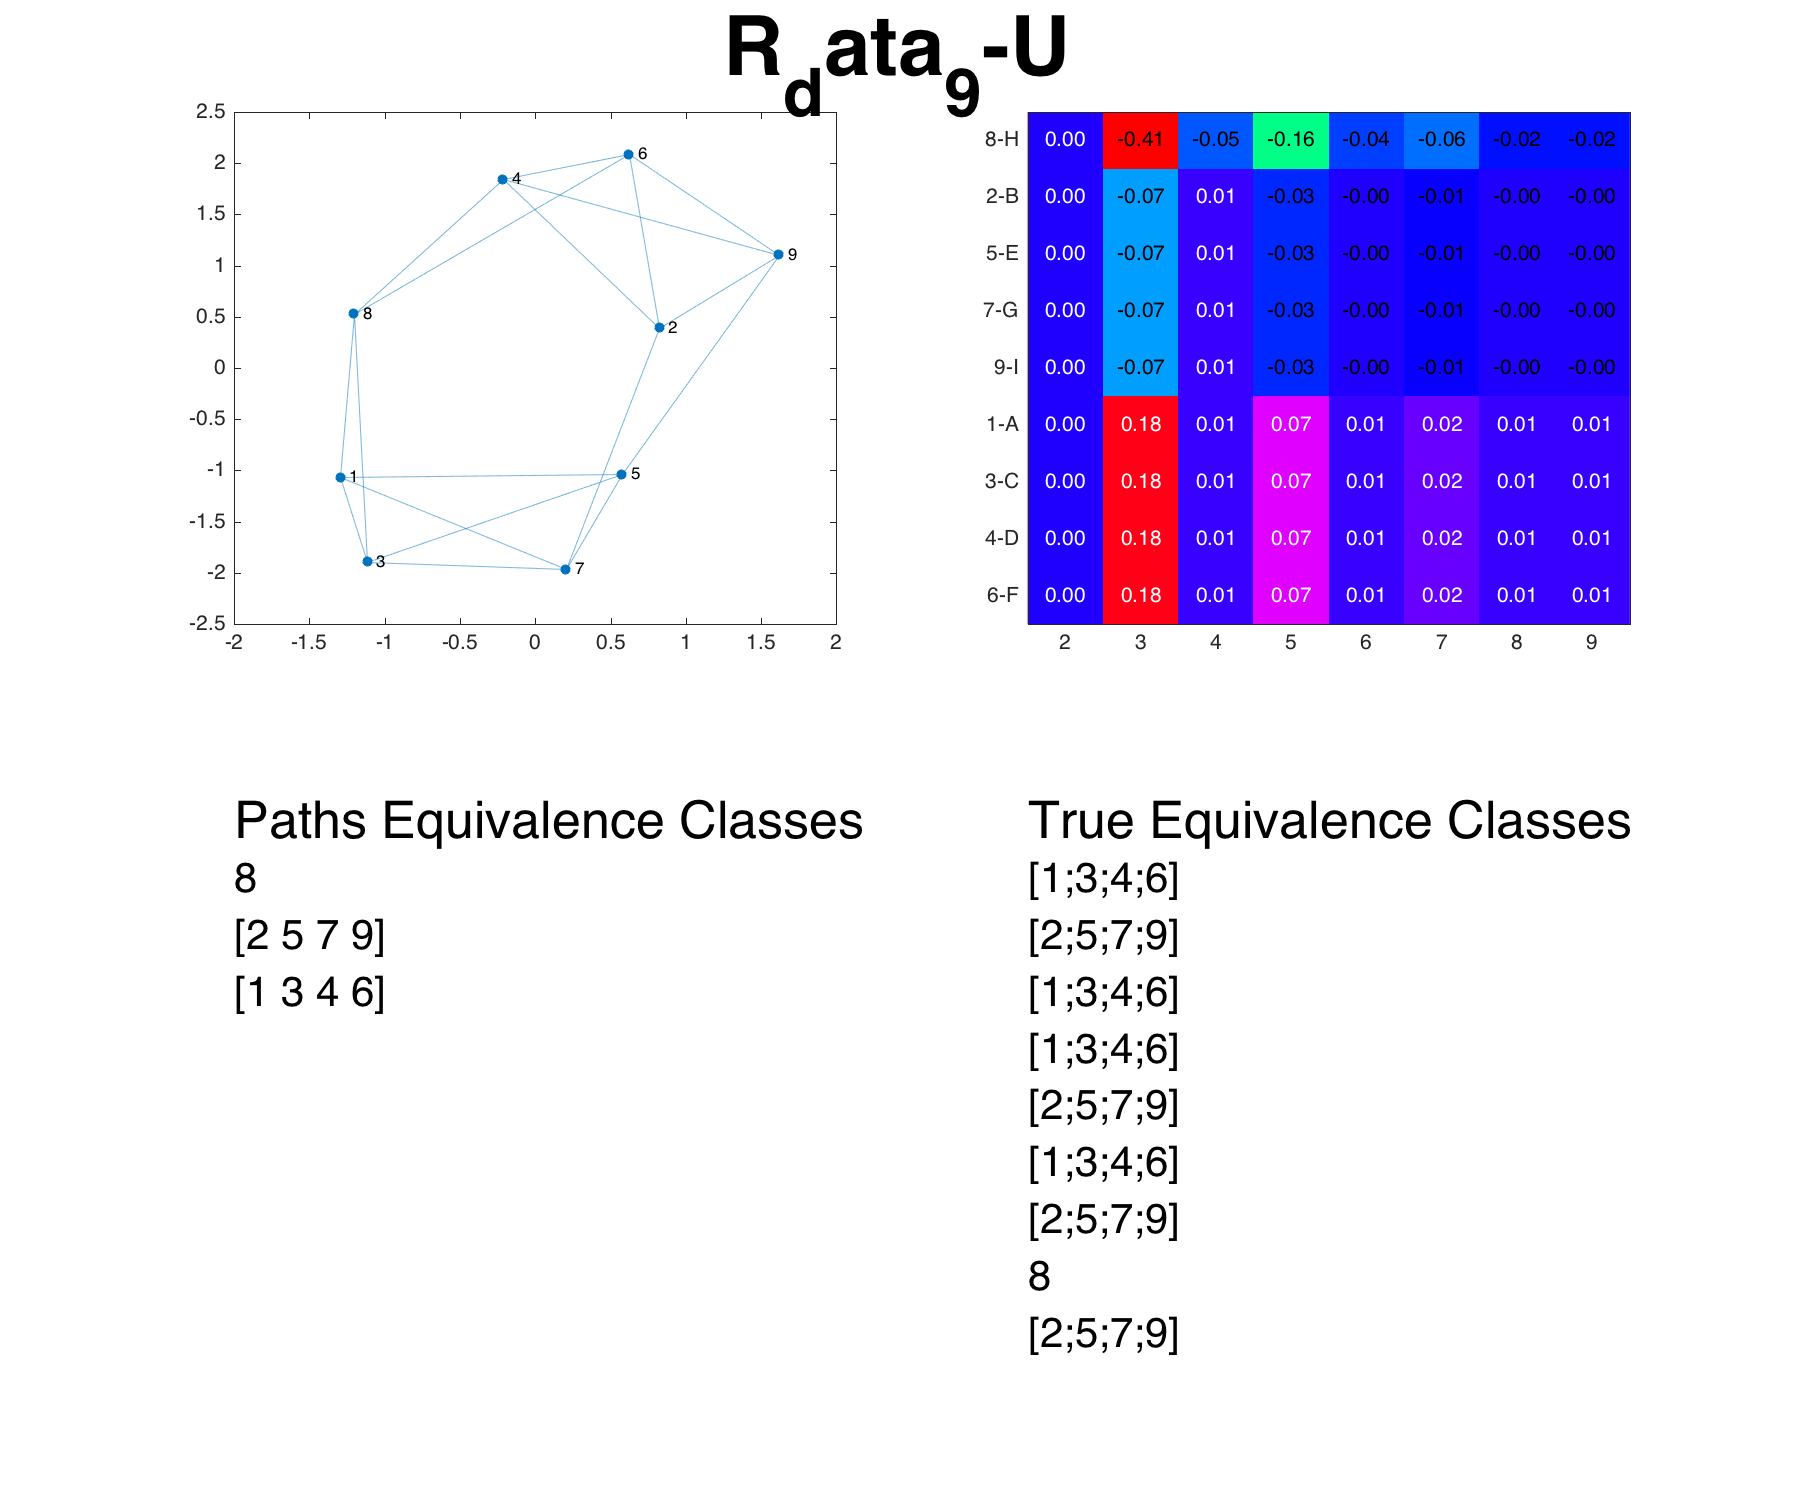 Rdata9-U
2.5
2
1.5
1
0.5
0
-0.5
-1
-1.5
-2
-2.5
-2 -1.5 -1 -0.5 0 0.5 1 1.5 2
6
4
9
8
2
1
5
3
7
8-H 0.00 -0.41 -0.05 -0.16 -0.04 -0.06 -0.02 -0.02
2-B 0.00 -0.07 0.01 -0.03 -0.00 -0.01 -0.00 -0.00
5-E 0.00 -0.07 0.01 -0.03 -0.00 -0.01 -0.00 -0.00
7-G 0.00 -0.07 0.01 -0.03 -0.00 -0.01 -0.00 -0.00
9-I 0.00 -0.07 0.01 -0.03 -0.00 -0.01 -0.00 -0.00
1-A 0.00 0.18 0.01 0.07 0.01 0.02 0.01 0.01
3-C 0.00 0.18 0.01 0.07 0.01 0.02 0.01 0.01
4-D 0.00 0.18 0.01 0.07 0.01 0.02 0.01 0.01
6-F 0.00 0.18 0.01 0.07 0.01 0.02 0.01 0.01
2 3 4 5 6 7 8 9
Paths Equivalence Classes
8
[2 5 7 9]
[1 3 4 6]
True Equivalence Classes
[1;3;4;6]
[2;5;7;9]
[1;3;4;6]
[1;3;4;6]
[2;5;7;9]
[1;3;4;6]
[2;5;7;9]
8
[2;5;7;9]